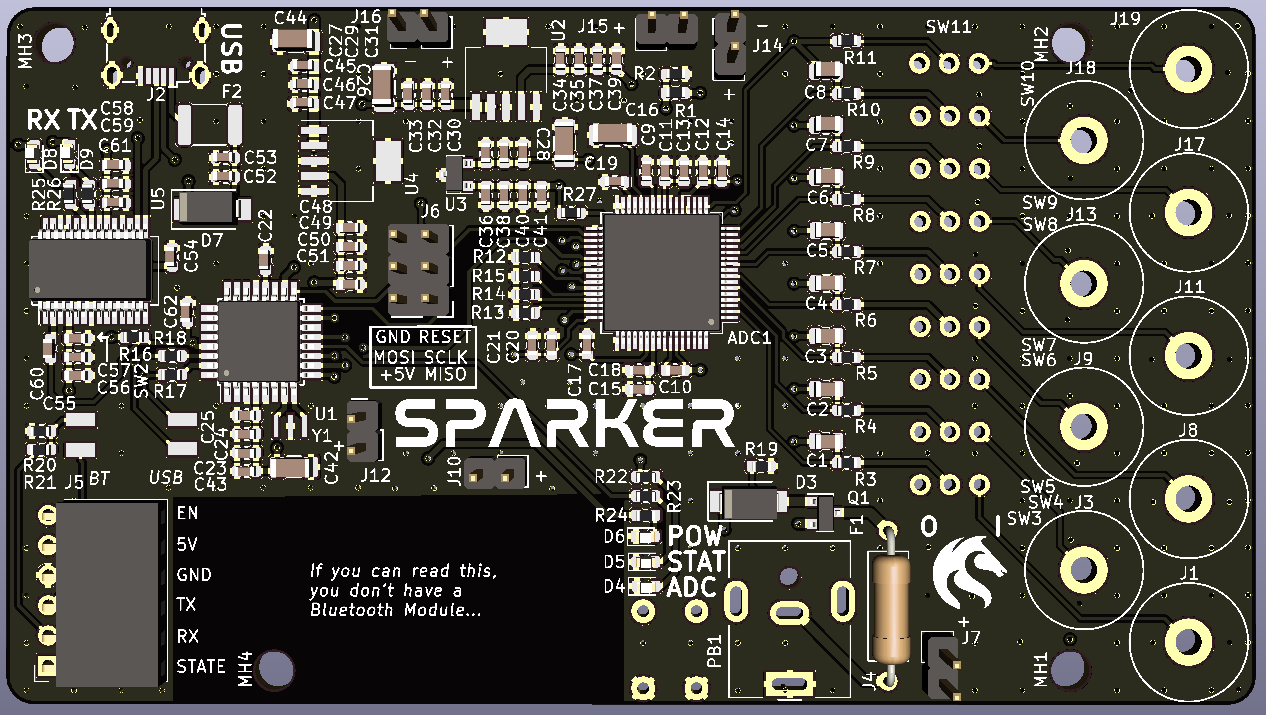 MH3
USB
J2
F2
C44
C27
C29
C31
C45
C46
C47
J16
C26
-
+
C33
C32
C30
U2
J15
+
C34
C35
C37
C39
R2
R1
-
J14
+
R11
C8
R10
C7
R9
C6
R8
C5
R7
C4
R6
C3
R5
C2
R4
C1
R3
SW11
SW10
MH2
J19
J18
J17
SW9
SW8
J13
J11
SW7
SW6
J9
J8
SW5
SW4
SW3
J3
J1
RX TX
C58
C59
C61
D8
D9
R25
R26
U5
C53
C52
D7
C22
C54
C62
C48
C49
C50
C51
U4
J6
U3
C28
C16
C19
C9
C11
C13
C12
C14
R27
C36
C38
C40
C41
R12
R15
R14
R13
C21
C20
C17
C18
C15
C10
ADC1
GND RESET
MOSI SCLK
+5V MISO
R18
R16
R17
SW2
C57
C56
C60
C55
R20
R21
J5
BT
USB
C25
C24
C23
C43
U1
Y1
C42
+
J12
SPARKER
J10
+
R22
R23
R24
R19
D3
Q1
F1
D6
POW
D5
STAT
D4
ADC
PB1
J4
O
I
+
J7
MH1
EN
5V
GND
TX
RX
STATE
MH4
If you can read this,
you don't have a
Bluetooth Module...